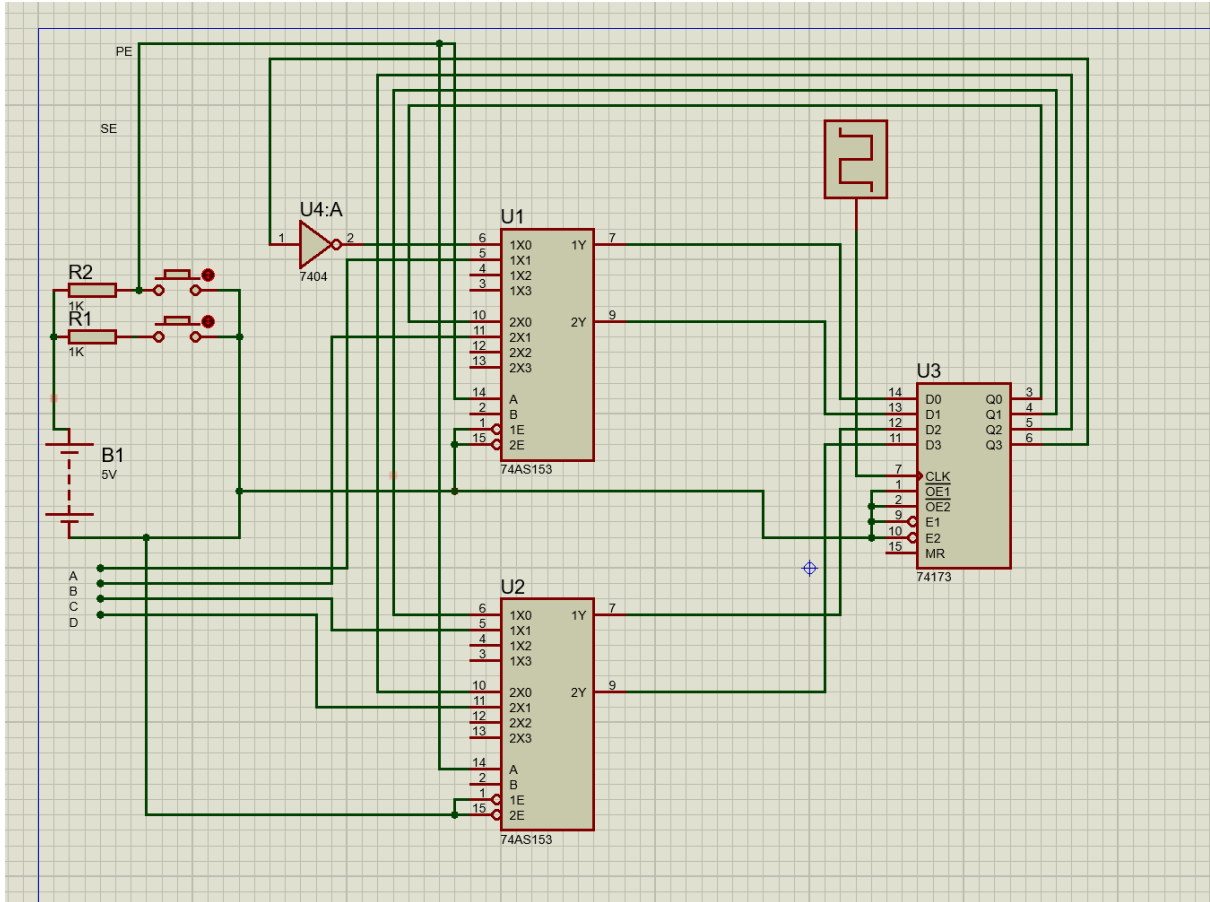 PE
SE
U4:A
1
2
7404
R2
1K
R1
1K
B1
5V
A
B
C
D
U1
6 1X0 1Y 7
5 1X1
4 1X2
3 1X3
10 2X0 2Y 9
11 2X1
12 2X2
13 2X3
14 A
2 B
1 1E
15 2E
74AS153
U2
6 1X0 1Y 7
5 1X1
4 1X2
3 1X3
10 2X0 2Y 9
11 2X1
12 2X2
13 2X3
14 A
2 B
1 1E
15 2E
74AS153
U3
14 D0 Q0 3
13 D1 Q1 4
12 D2 Q2 5
11 D3 Q3 6
7 CLK
1 OE1
2 OE2
9 E1
10 E2
15 MR
74173